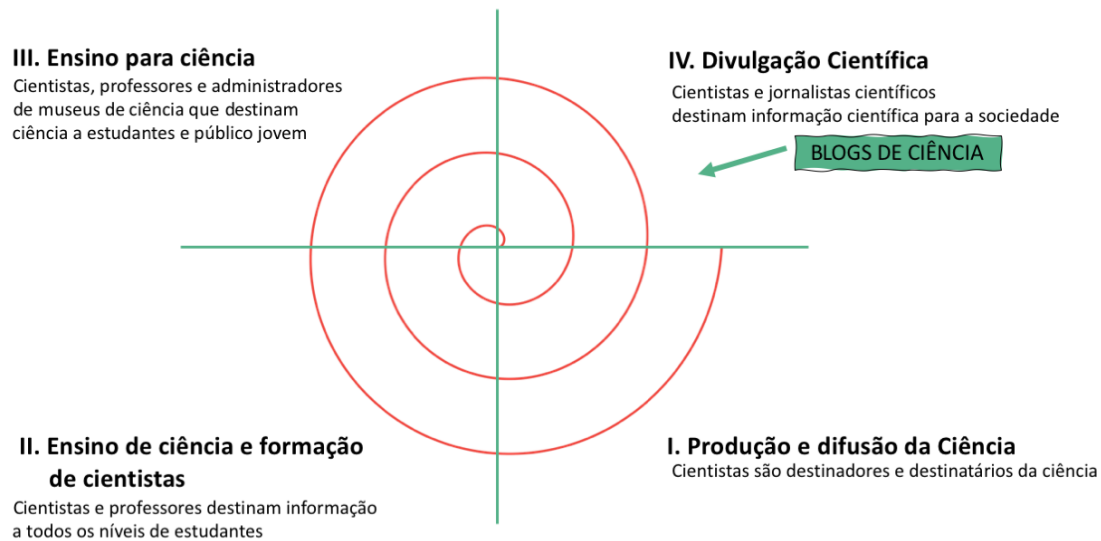 III. Ensino para ciência
Cientistas, professores e administradores
de museus de ciência que destinam
ciência a estudantes e público jovem
IV. Divulgação Científica
Cientistas e jornalistas científicos
destinam informação científica para a sociedade
BLOGS DE CIÊNCIA
II. Ensino de ciência e formação
de cientistas
Cientistas e professores destinam informação
a todos os níveis de estudantes
I. Produção e difusão da Ciência
Cientistas são destinadores e destinatários da ciência